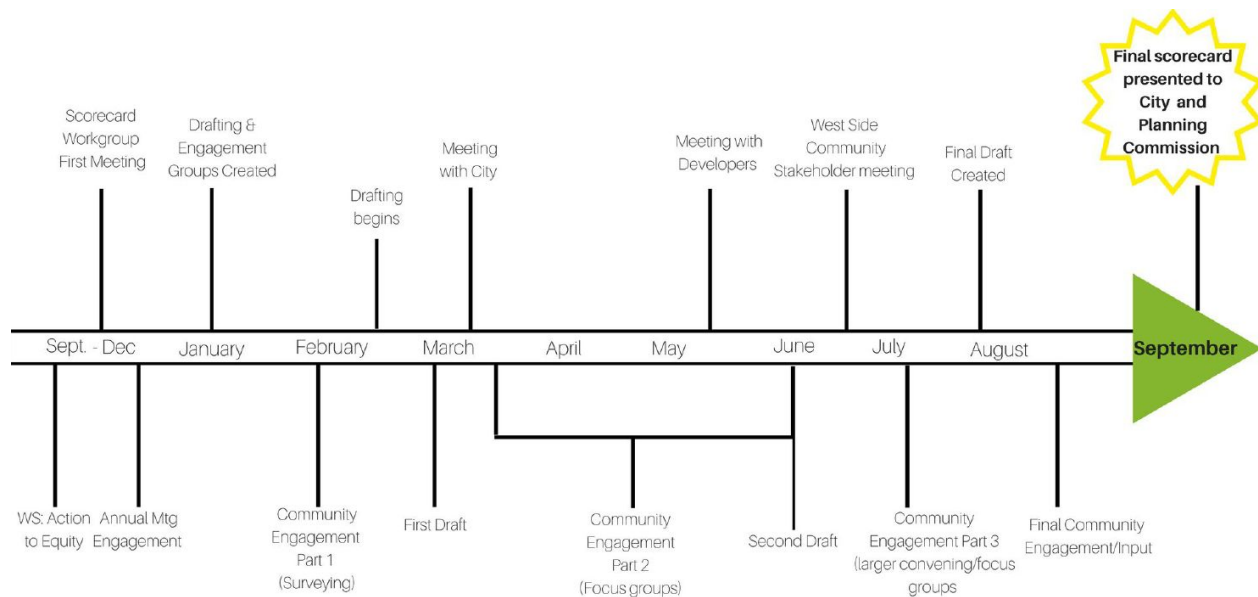 Final scorecard
presented to
City and
Planning
Commission
Scorecard
Workgroup
First Meeting
Drafting &
Engagement
Groups Created
Drafting
begins
Meeting
with City
Meeting with
Developers
West Side
Community
Stakeholder meeting
Final Draft
Created
Sept. - Dec January February March April May June July August September
WS: Action
to Equity
Annual Mtg
Engagement
Community
Engagement
Part 1
(Surveying)
First Draft
Community
Engagement
Part 2
(Focus groups)
Second Draft
Community
Engagement Part 3
(larger convening/focus
groups
Final Community
Engagement/Input